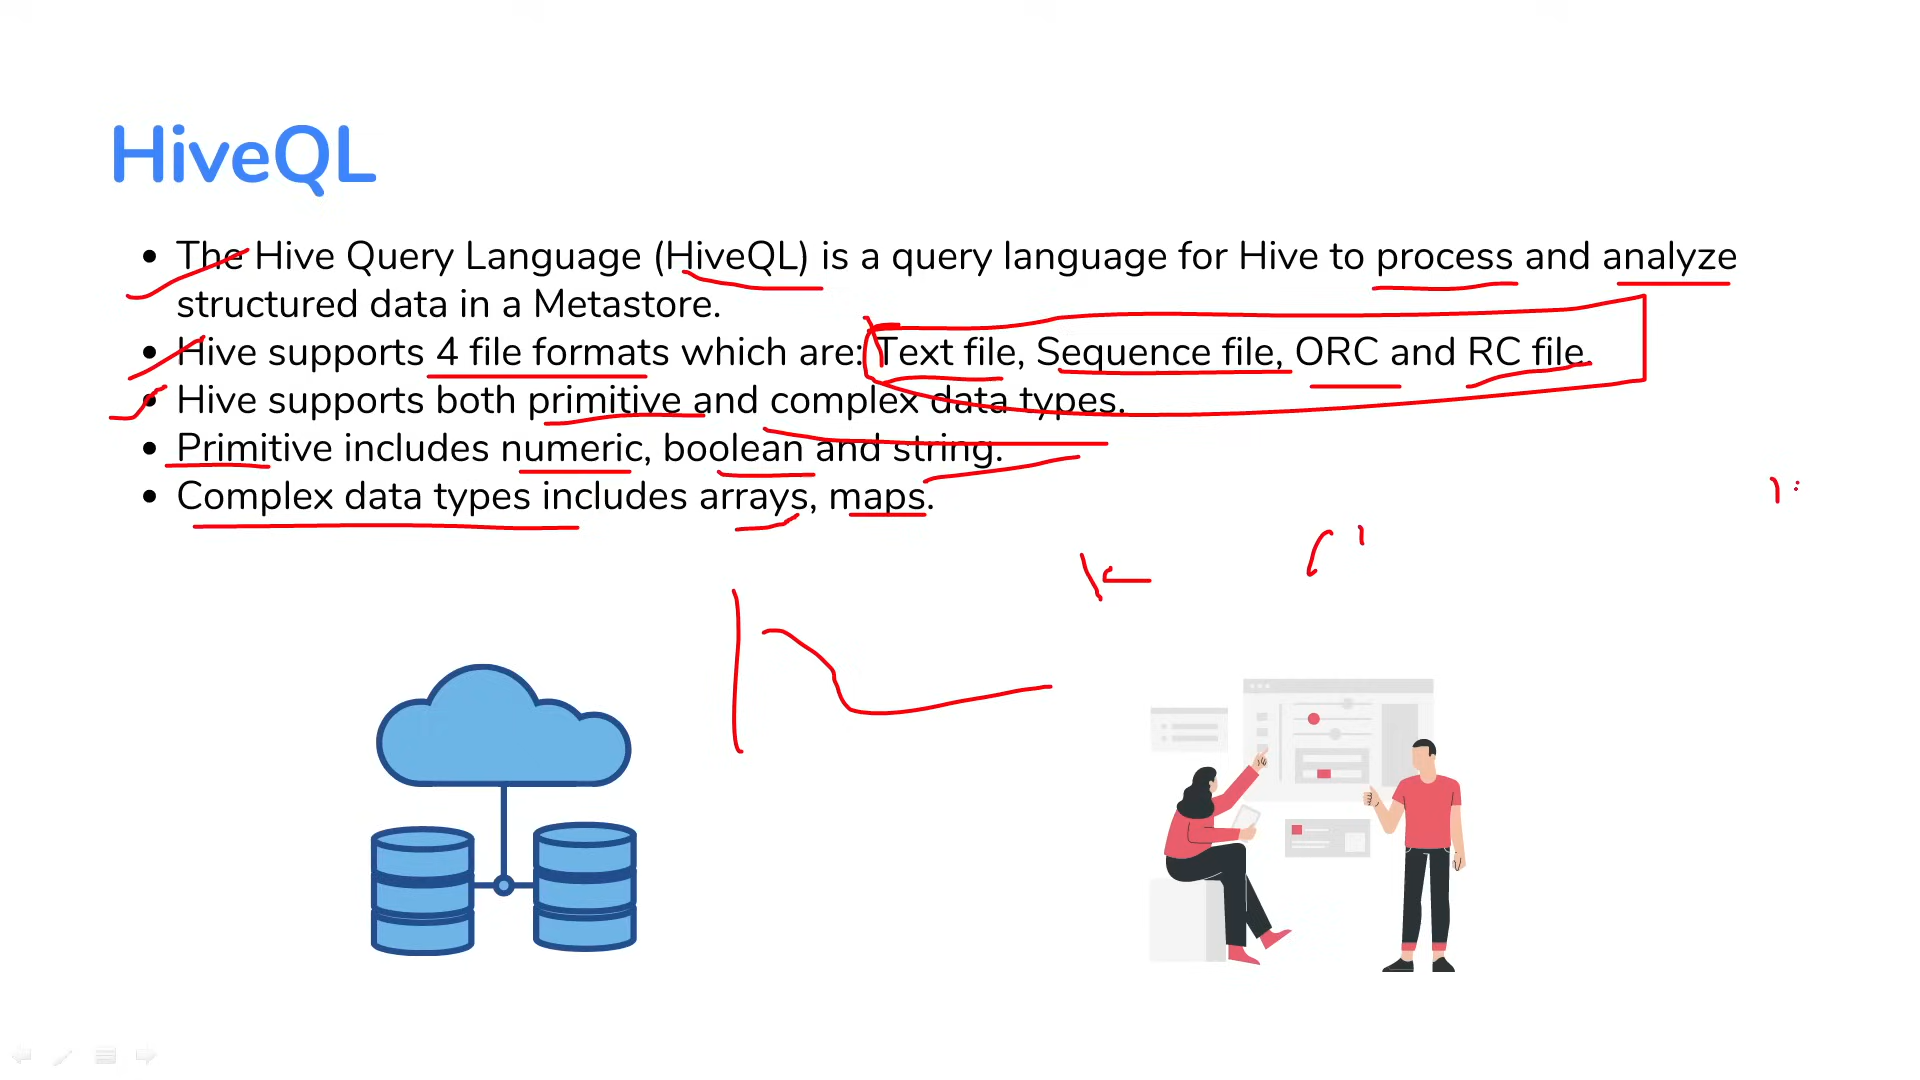 HiveQL
• The Hive Query Language (HiveQL) is a query language for Hive to process and analyze
structured data in a Metastore.
• Hive supports 4 file formats which are: Text file, Sequence file, ORC and RC file.
• Hive supports both primitive and complex data types.
• Primitive includes numeric, boolean and string.
• Complex data types includes arrays, maps.